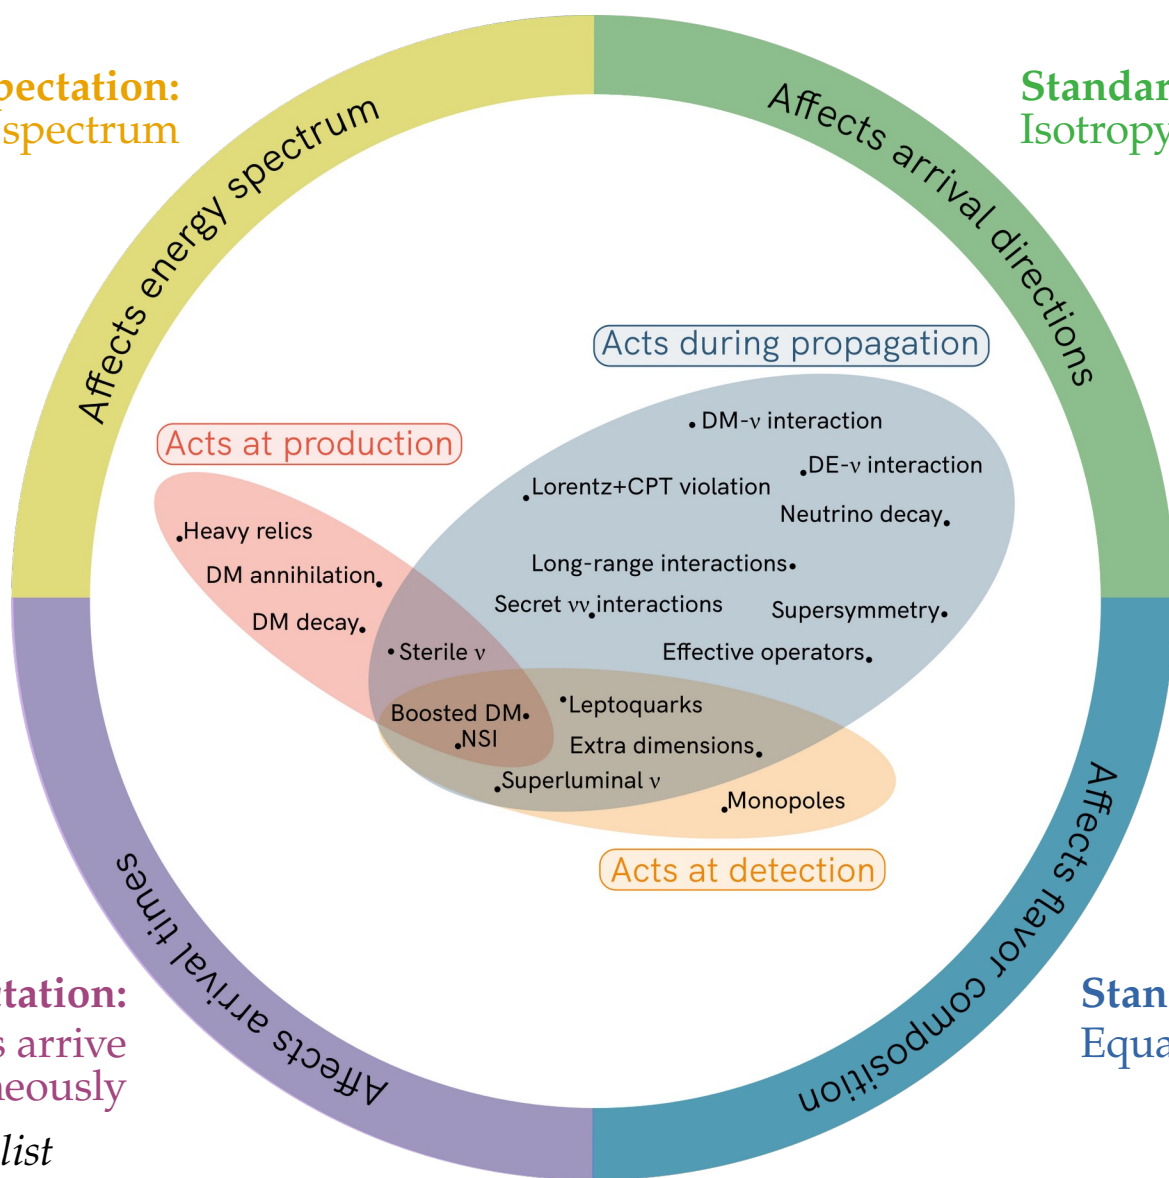 pectation:
spectrum
Standar
Isotropy
Affects energy spectrum
Affects arrival directions
Acts during propagation
DM-ν interaction
DE-ν interaction
Lorentz+CPT violation
Neutrino decay
Acts at production
Heavy relics
DM annihilation
DM decay
Long-range interactions
Secret νν interactions
Supersymmetry
Sterile ν
Effective operators
Boosted DM
NSI
Leptoquarks
Extra dimensions
Superluminal ν
Monopoles
Acts at detection
Affects arrival times
Affects flavor composition
tation:
s arrive
neously
list
Stan
Equa